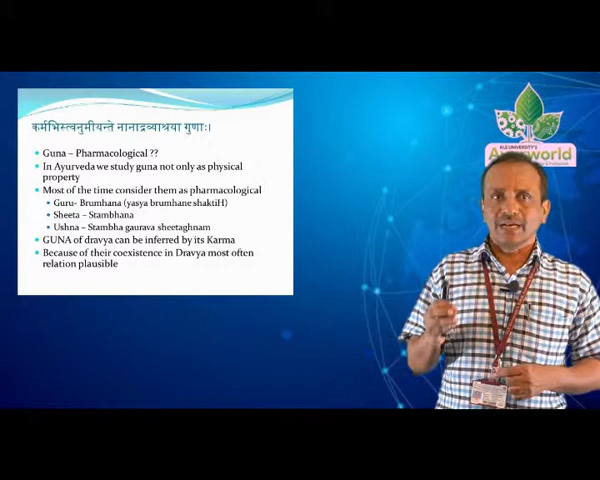 कर्मभिस्त्वनुमीयन्ते नानाद्रव्याश्रया गुणाः।
Guna – Pharmacological ??
In Ayurveda we study guna not only as physical
property
Most of the time consider them as pharmacological
Guru- Brumhana (yasya brumhane shaktiH)
Sheeta – Stambhana
Ushna – Stambha gaurava sheetaghnam
GUNA of dravya can be inferred by its Karma
Because of their coexistence in Dravya most often
relation plausible
KLE UNIVERSITY'S